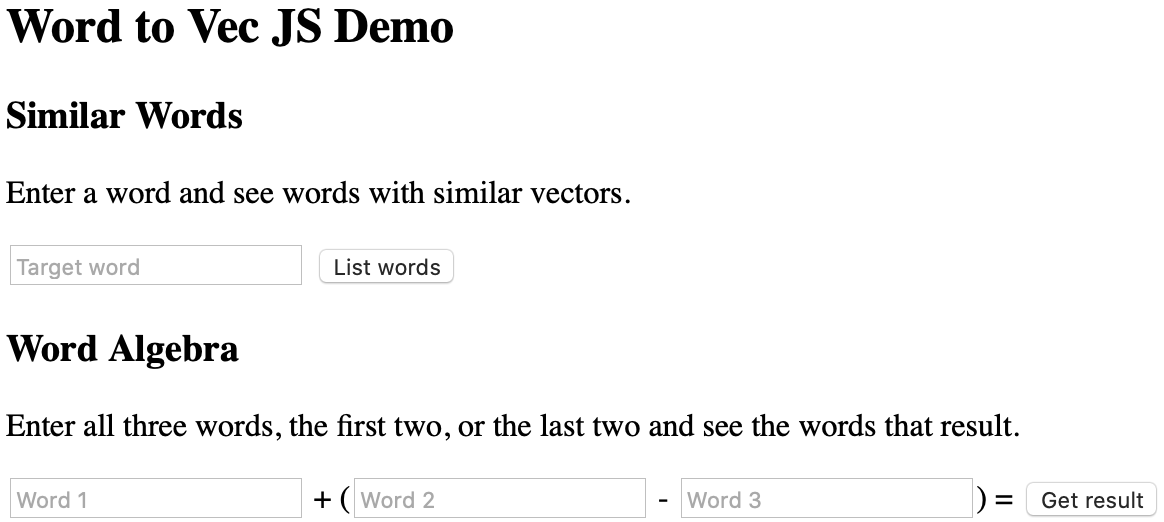 Word to Vec JS Demo
Similar Words
Enter a word and see words with similar vectors.
Target word List words
Word Algebra
Enter all three words, the first two, or the last two and see the words that result.
Word 1 + ( Word 2 - Word 3 ) = Get result